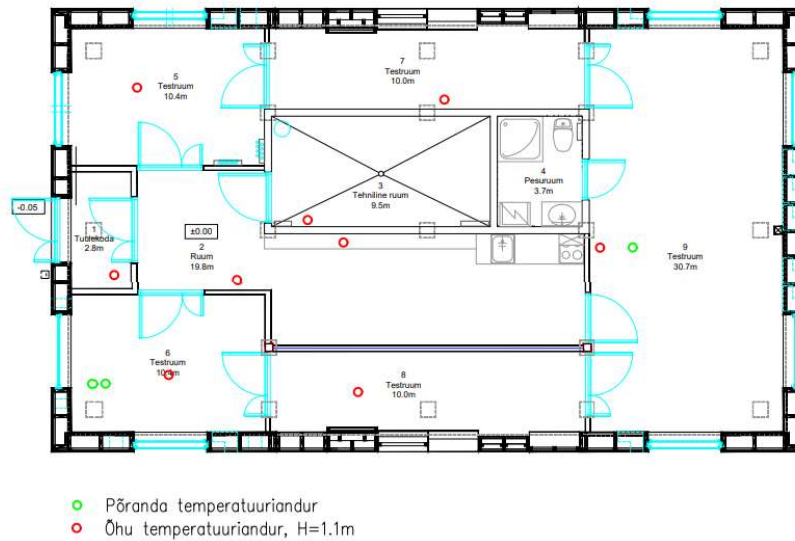 5
Testruum
10.4m
7
Testruum
10.0m
4
Pesuruum
3.7m
3
Tehniline ruum
9.5m
-0.05
±0.00
1
Tuulekoda
2.8m
2
Ruum
19.8m
9
Testruum
30.7m
6
Testruum
10.4m
8
Testruum
10.0m
Põranda temperatuuriandur
Õhu temperatuuriandur, H=1.1m